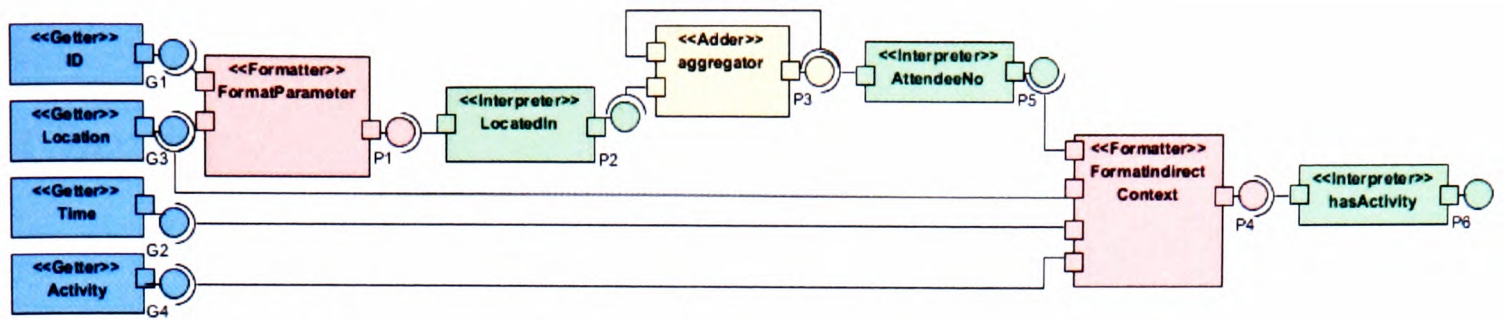 <<Getter>>
ID
G1
<<Getter>>
Location
G3
<<Getter>>
Time
G2
<<Getter>>
Activity
G4
<<Formatter>>
FormatParameter
P1
<<Interpreter>>
LocatedIn
P2
<<Adder>>
aggregator
P3
<<Interpreter>>
AttendeeNo
P5
<<Formatter>>
FormatIndirect
Context
P4
<<Interpreter>>
hasActivity
P6